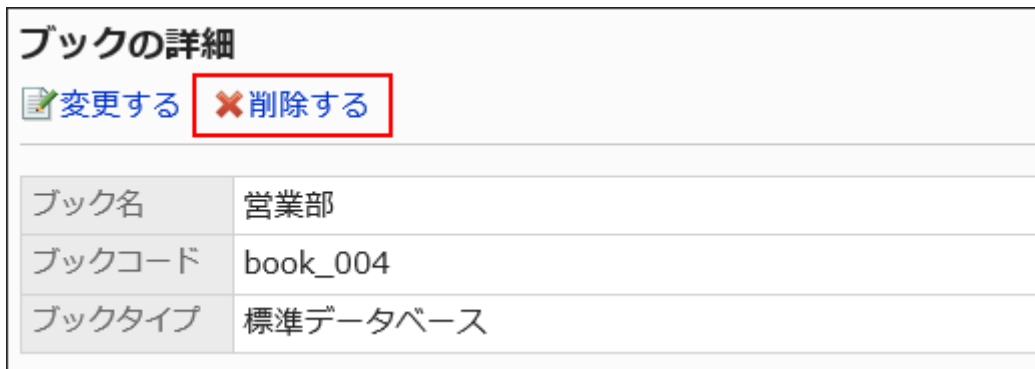 ブックの詳細
変更する 削除する
ブック名 営業部
ブックコード book_004
ブックタイプ 標準データベース